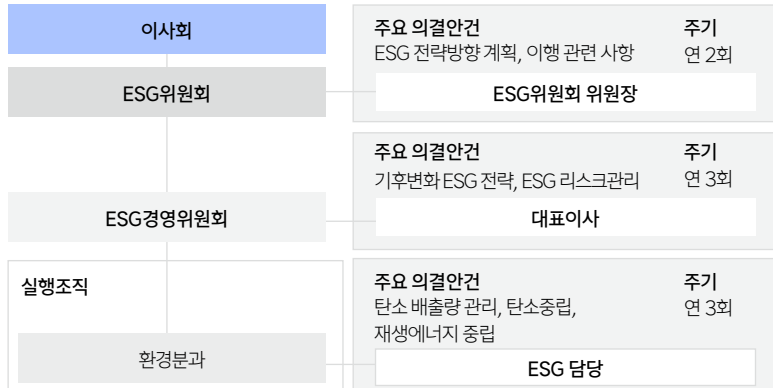 이사회
주요 의결안건 주기
ESG 전략방향 계획, 이행 관련 사항 연 2회
ESG위원회
ESG위원회 위원장
주요 의결안건 주기
기후변화 ESG 전략, ESG 리스크관리 연 3회
ESG경영위원회
대표이사
실행조직
주요 의결안건 주기
탄소 배출량 관리, 탄소중립, 연 3회
재생에너지 중립
환경분과
ESG 담당